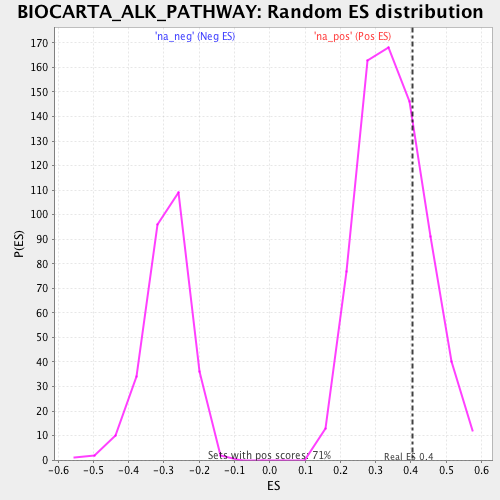 BIOCARTA_ALK_PATHWAY: Random ES distribution
'na_neg' (Neg ES) 'na_pos' (Pos ES)
170
160
150
140
130
120
110
100
90
80
70
60
50
40
30
20
10
0
P(ES)
Sets with pos scores: 71%
Real ES 0.4
-0.6 -0.5 -0.4 -0.3 -0.2 -0.1 0.0 0.1 0.2 0.3 0.4 0.5 0.6
ES